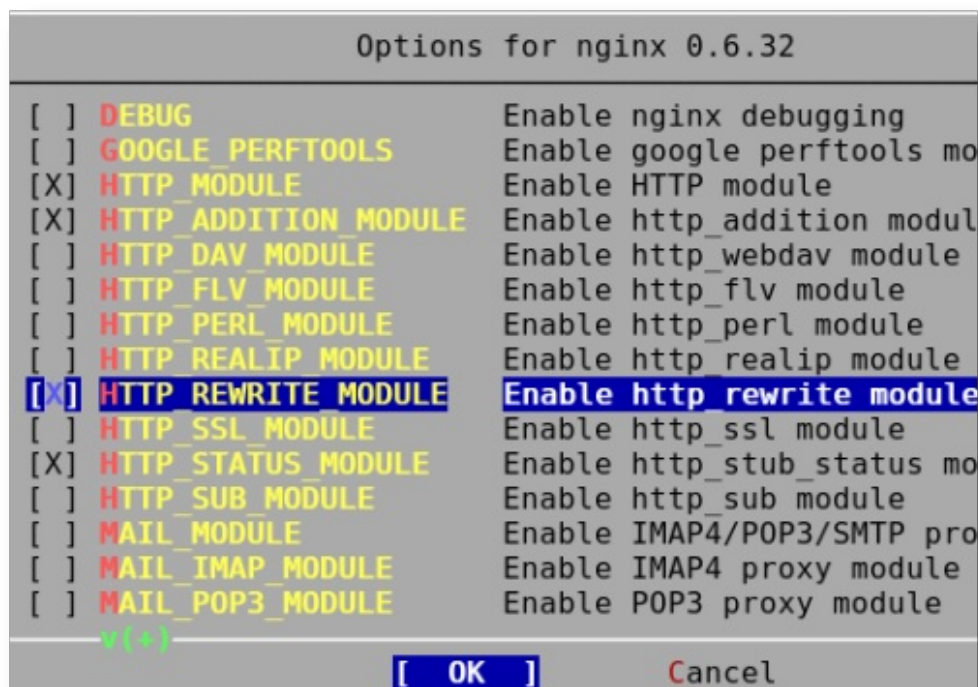 Options for nginx 0.6.32
[ ] DEBUG Enable nginx debugging
[ ] GOOGLE_PERFTOOLS Enable google perftools mo
[X] HTTP_MODULE Enable HTTP module
[X] HTTP_ADDITION_MODULE Enable http_addition modul
[ ] HTTP_DAV_MODULE Enable http_webdav module
[ ] HTTP_FLV_MODULE Enable http_flv module
[ ] HTTP_PERL_MODULE Enable http_perl module
[ ] HTTP_REALIP_MODULE Enable http_realip module
[X] HTTP_REWRITE_MODULE Enable http_rewrite module
[ ] HTTP_SSL_MODULE Enable http_ssl module
[X] HTTP_STATUS_MODULE Enable http_stub_status mo
[ ] HTTP_SUB_MODULE Enable http_sub module
[ ] MAIL_MODULE Enable IMAP4/POP3/SMTP pro
[ ] MAIL_IMAP_MODULE Enable IMAP4 proxy module
[ ] MAIL_POP3_MODULE Enable POP3 proxy module
v(+)
[ OK ] Cancel